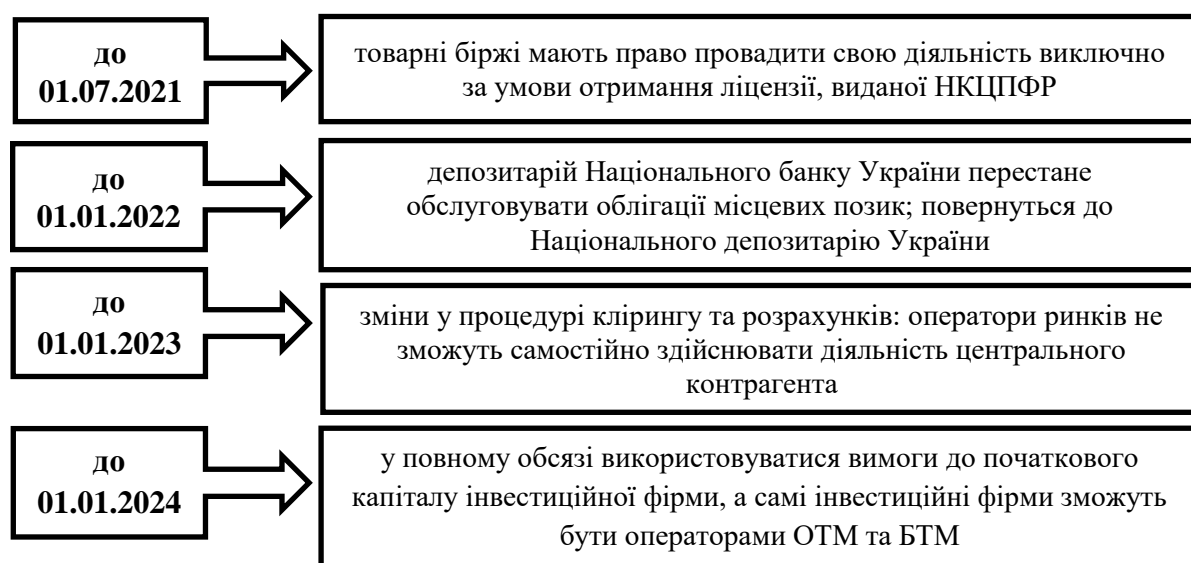 до
01.07.2021
товарні біржі мають право провадити свою діяльність виключно
за умови отримання ліцензії, виданої НКЦПФР
до
01.01.2022
депозитарій Національного банку України перестане
обслуговувати облігації місцевих позик; повернуться до
Національного депозитарію України
до
01.01.2023
зміни у процедурі клірингу та розрахунків: оператори ринків не
зможуть самостійно здійснювати діяльність центрального
контрагента
до
01.01.2024
у повному обсязі використовуватися вимоги до початкового
капіталу інвестиційної фірми, а самі інвестиційні фірми зможуть
бути операторами ОТМ та БТМ